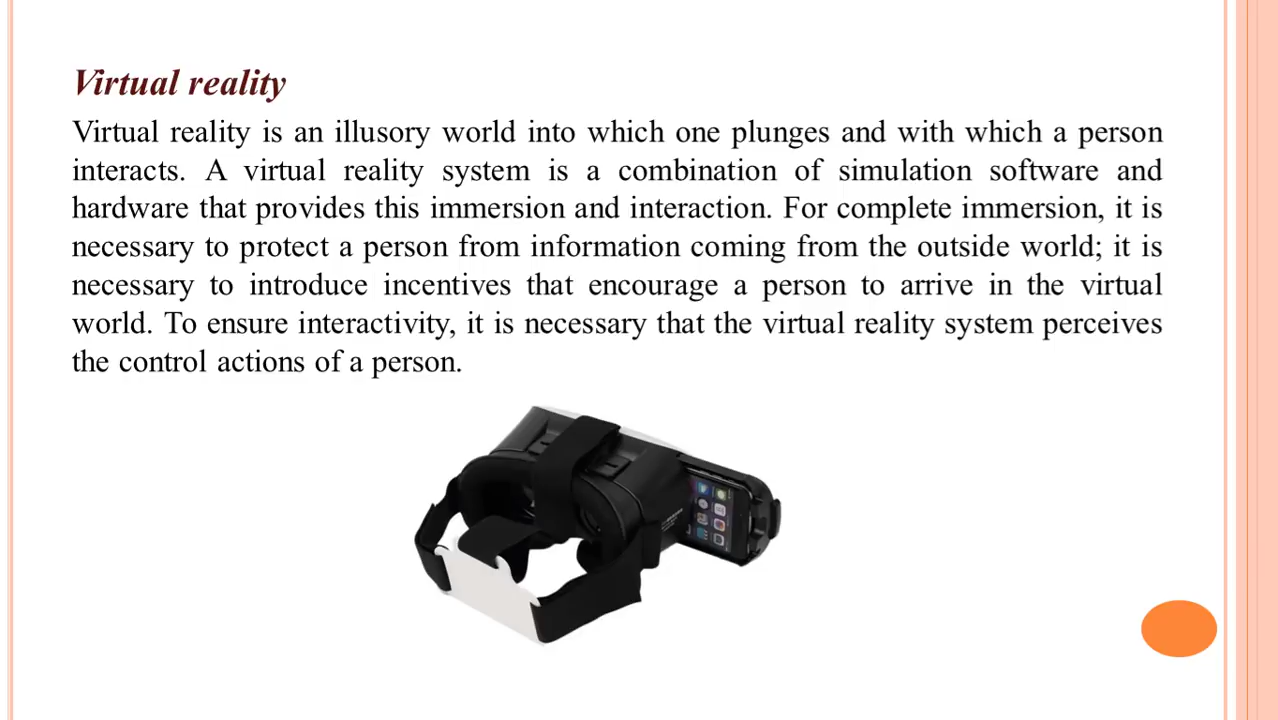 Virtual reality
Virtual reality is an illusory world into which one plunges and with which a person
interacts. A virtual reality system is a combination of simulation software and
hardware that provides this immersion and interaction. For complete immersion, it is
necessary to protect a person from information coming from the outside world; it is
necessary to introduce incentives that encourage a person to arrive in the virtual
world. To ensure interactivity, it is necessary that the virtual reality system perceives
the control actions of a person.